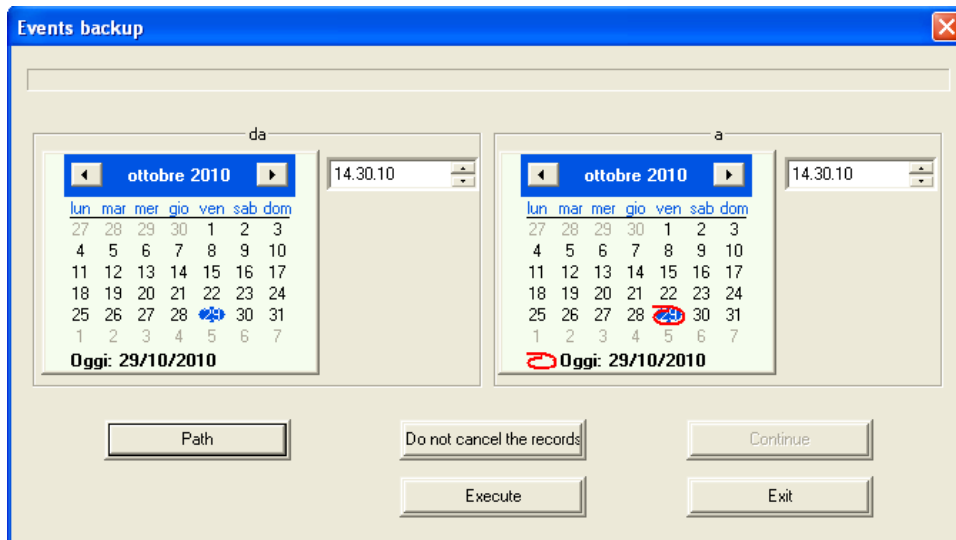 Events backup
da
ottobre 2010
14.30.10
lun mar mer gio ven sab dom
27 28 29 30 1 2 3
4 5 6 7 8 9 10
11 12 13 14 15 16 17
18 19 20 21 22 23 24
25 26 27 28 29 30 31
1 2 3 4 5 6 7
Oggi: 29/10/2010
a
ottobre 2010
14.30.10
lun mar mer gio ven sab dom
27 28 29 30 1 2 3
4 5 6 7 8 9 10
11 12 13 14 15 16 17
18 19 20 21 22 23 24
25 26 27 28 29 30 31
1 2 3 4 5 6 7
Oggi: 29/10/2010
Path
Do not cancel the records
Continue
Execute
Exit